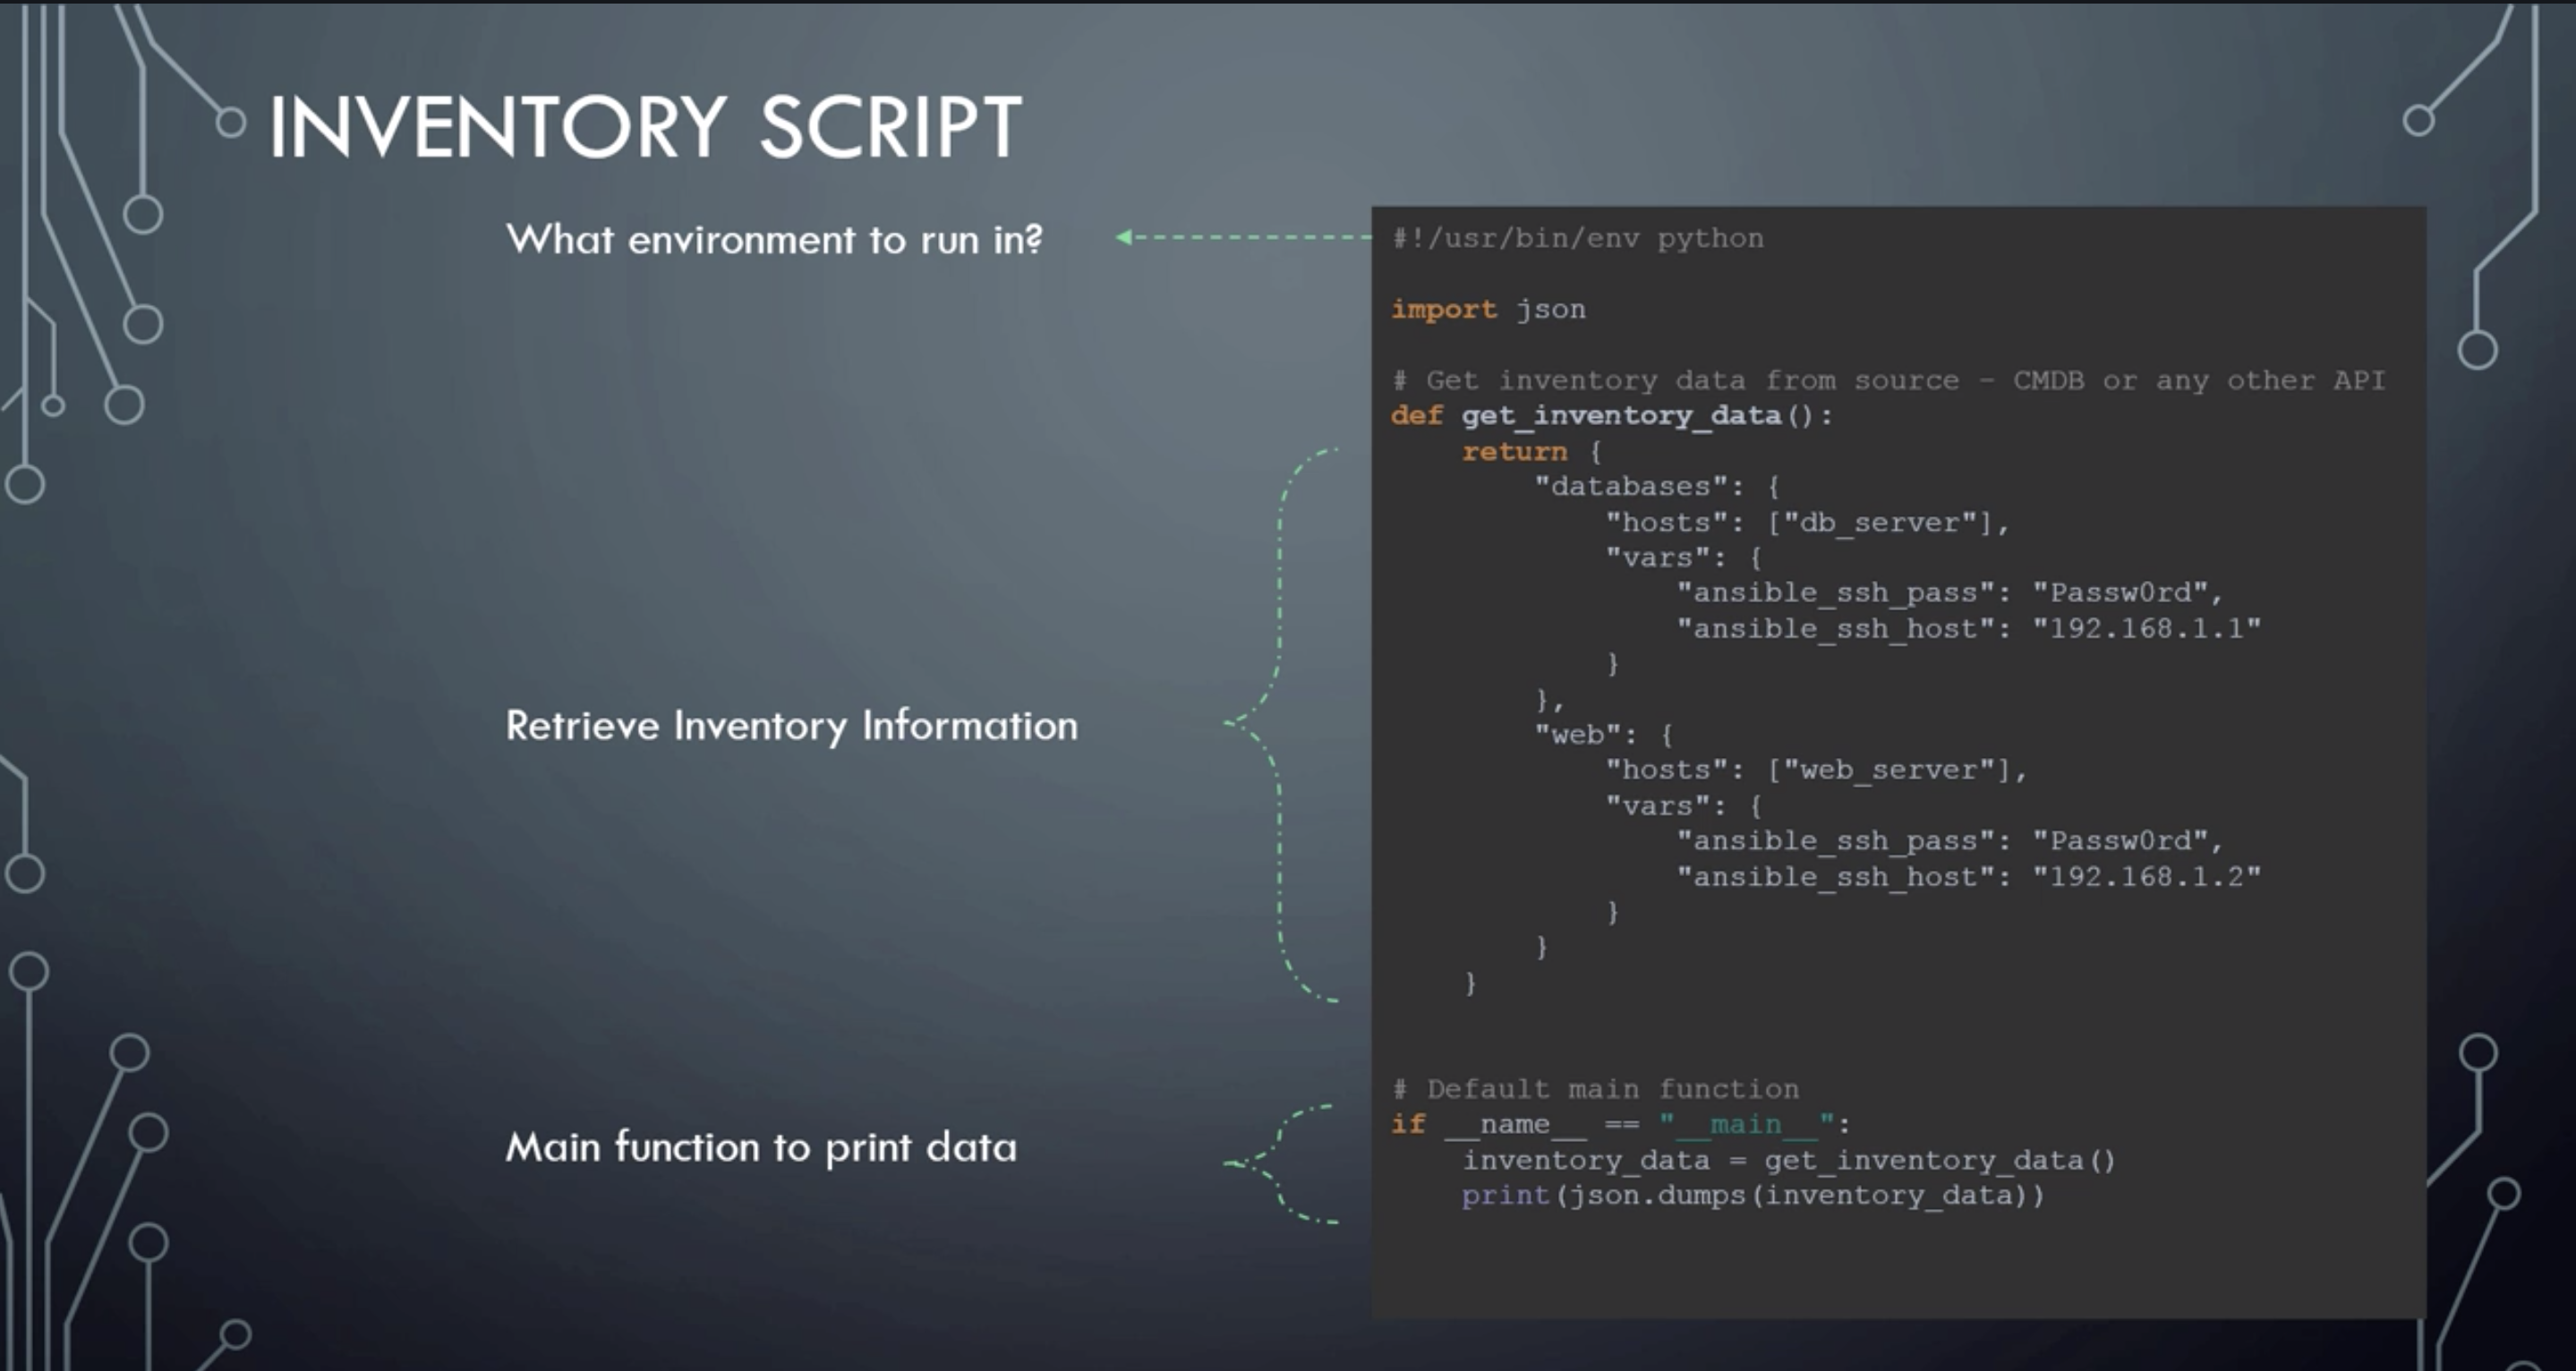 INVENTORY SCRIPT
What environment to run in?
Retrieve Inventory Information
Main function to print data
#!/usr/bin/env python
import json
# Get inventory data from source - CMDB or any other API
def get_inventory_data():
    return {
        "databases": {
            "hosts": ["db_server"],
            "vars": {
                "ansible_ssh_pass": "Passw0rd",
                "ansible_ssh_host": "192.168.1.1"
            }
        },
        "web": {
            "hosts": ["web_server"],
            "vars": {
                "ansible_ssh_pass": "Passw0rd",
                "ansible_ssh_host": "192.168.1.2"
            }
        }
    }
# Default main function
if __name__ == "__main__":
    inventory_data = get_inventory_data()
    print(json.dumps(inventory_data))